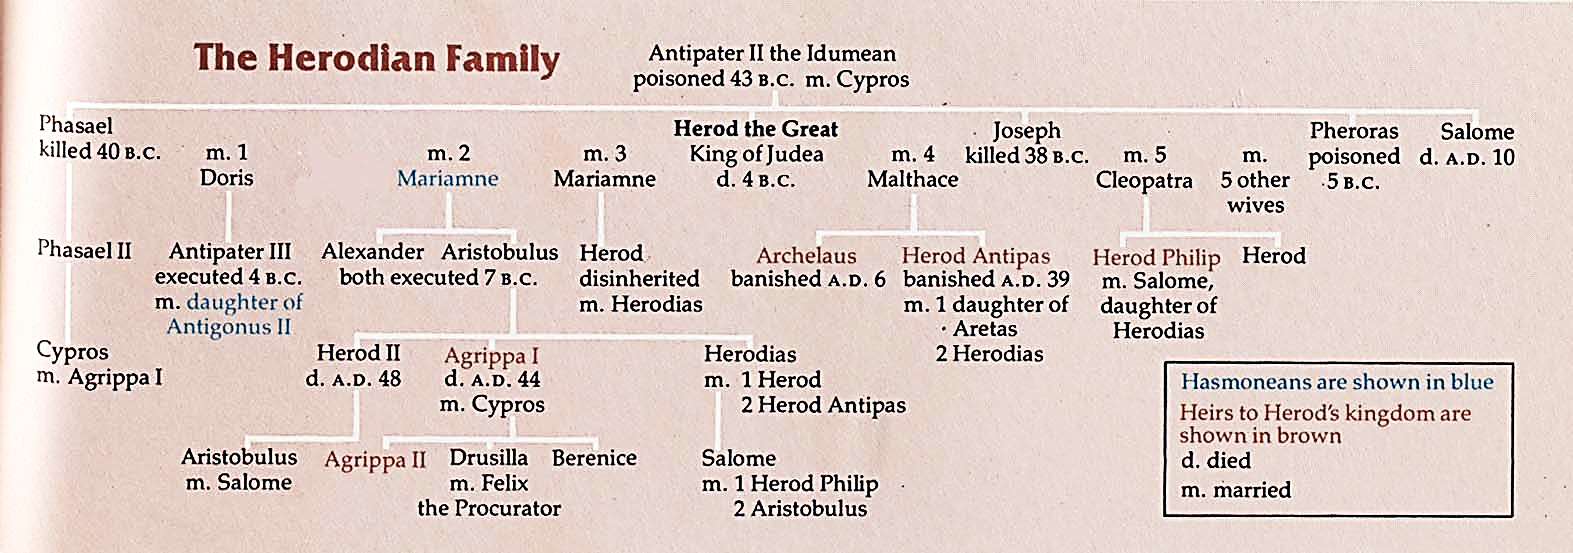 The Herodian Family
Antipater II the Idumean
poisoned 43 B.C. m. Cypros
Phasael
killed 40 B.C.
m. 1
Doris
m. 2
Mariamne
m. 3
Mariamne
Herod the Great
King of Judea
d. 4 B.C.
m. 4
Malthace
Joseph
killed 38 B.C.
m. 5
Cleopatra
m.
5 other
wives
Pheroras
poisoned
5 B.C.
Salome
d. A.D. 10
Phasael II
Antipater III
executed 4 B.C.
m. daughter of
Antigonus II
Alexander Aristobulus
both executed 7 B.C.
Herod
disinherited
m. Herodias
Archelaus
banished A.D. 6
Herod Antipas
banished A.D. 39
m. 1 daughter of
Aretas
2 Herodias
Herod Philip
m. Salome,
daughter of
Herodias
Herod
Cypros
m. Agrippa I
Herod II
d. A.D. 48
Agrippa I
d. A.D. 44
m. Cypros
Herodias
m. 1 Herod
2 Herod Antipas
Aristobulus
m. Salome
Agrippa II
Drusilla
m. Felix
the Procurator
Berenice
Salome
m. 1 Herod Philip
2 Aristobulus
Hasmoneans are shown in blue
Heirs to Herod's kingdom are
shown in brown
d. died
m. married